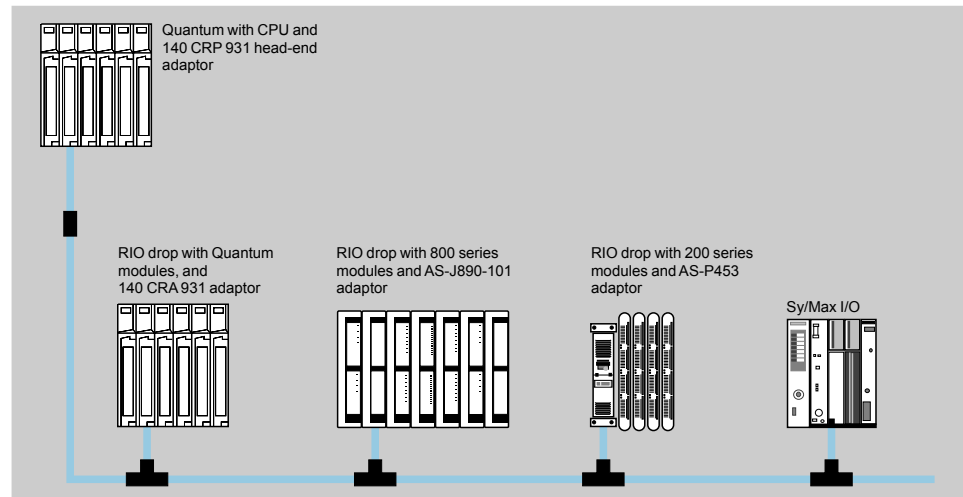 Quantum with CPU and
140 CRP 931 head-end
adaptor
RIO drop with Quantum
modules, and
140 CRA 931 adaptor
RIO drop with 800 series
modules and AS-J890-101
adaptor
RIO drop with 200 series
modules and AS-P453
adaptor
Sy/Max I/O